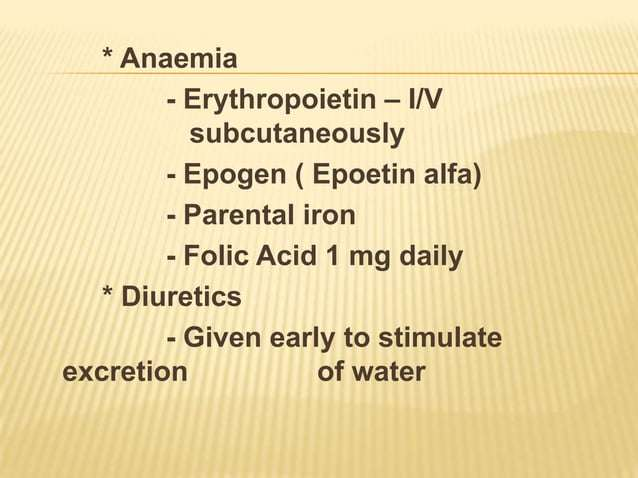 * Anaemia
- Erythropoietin – I/V
subcutaneously
- Epogen ( Epoetin alfa)
- Parental iron
- Folic Acid 1 mg daily
* Diuretics
- Given early to stimulate
excretion of water